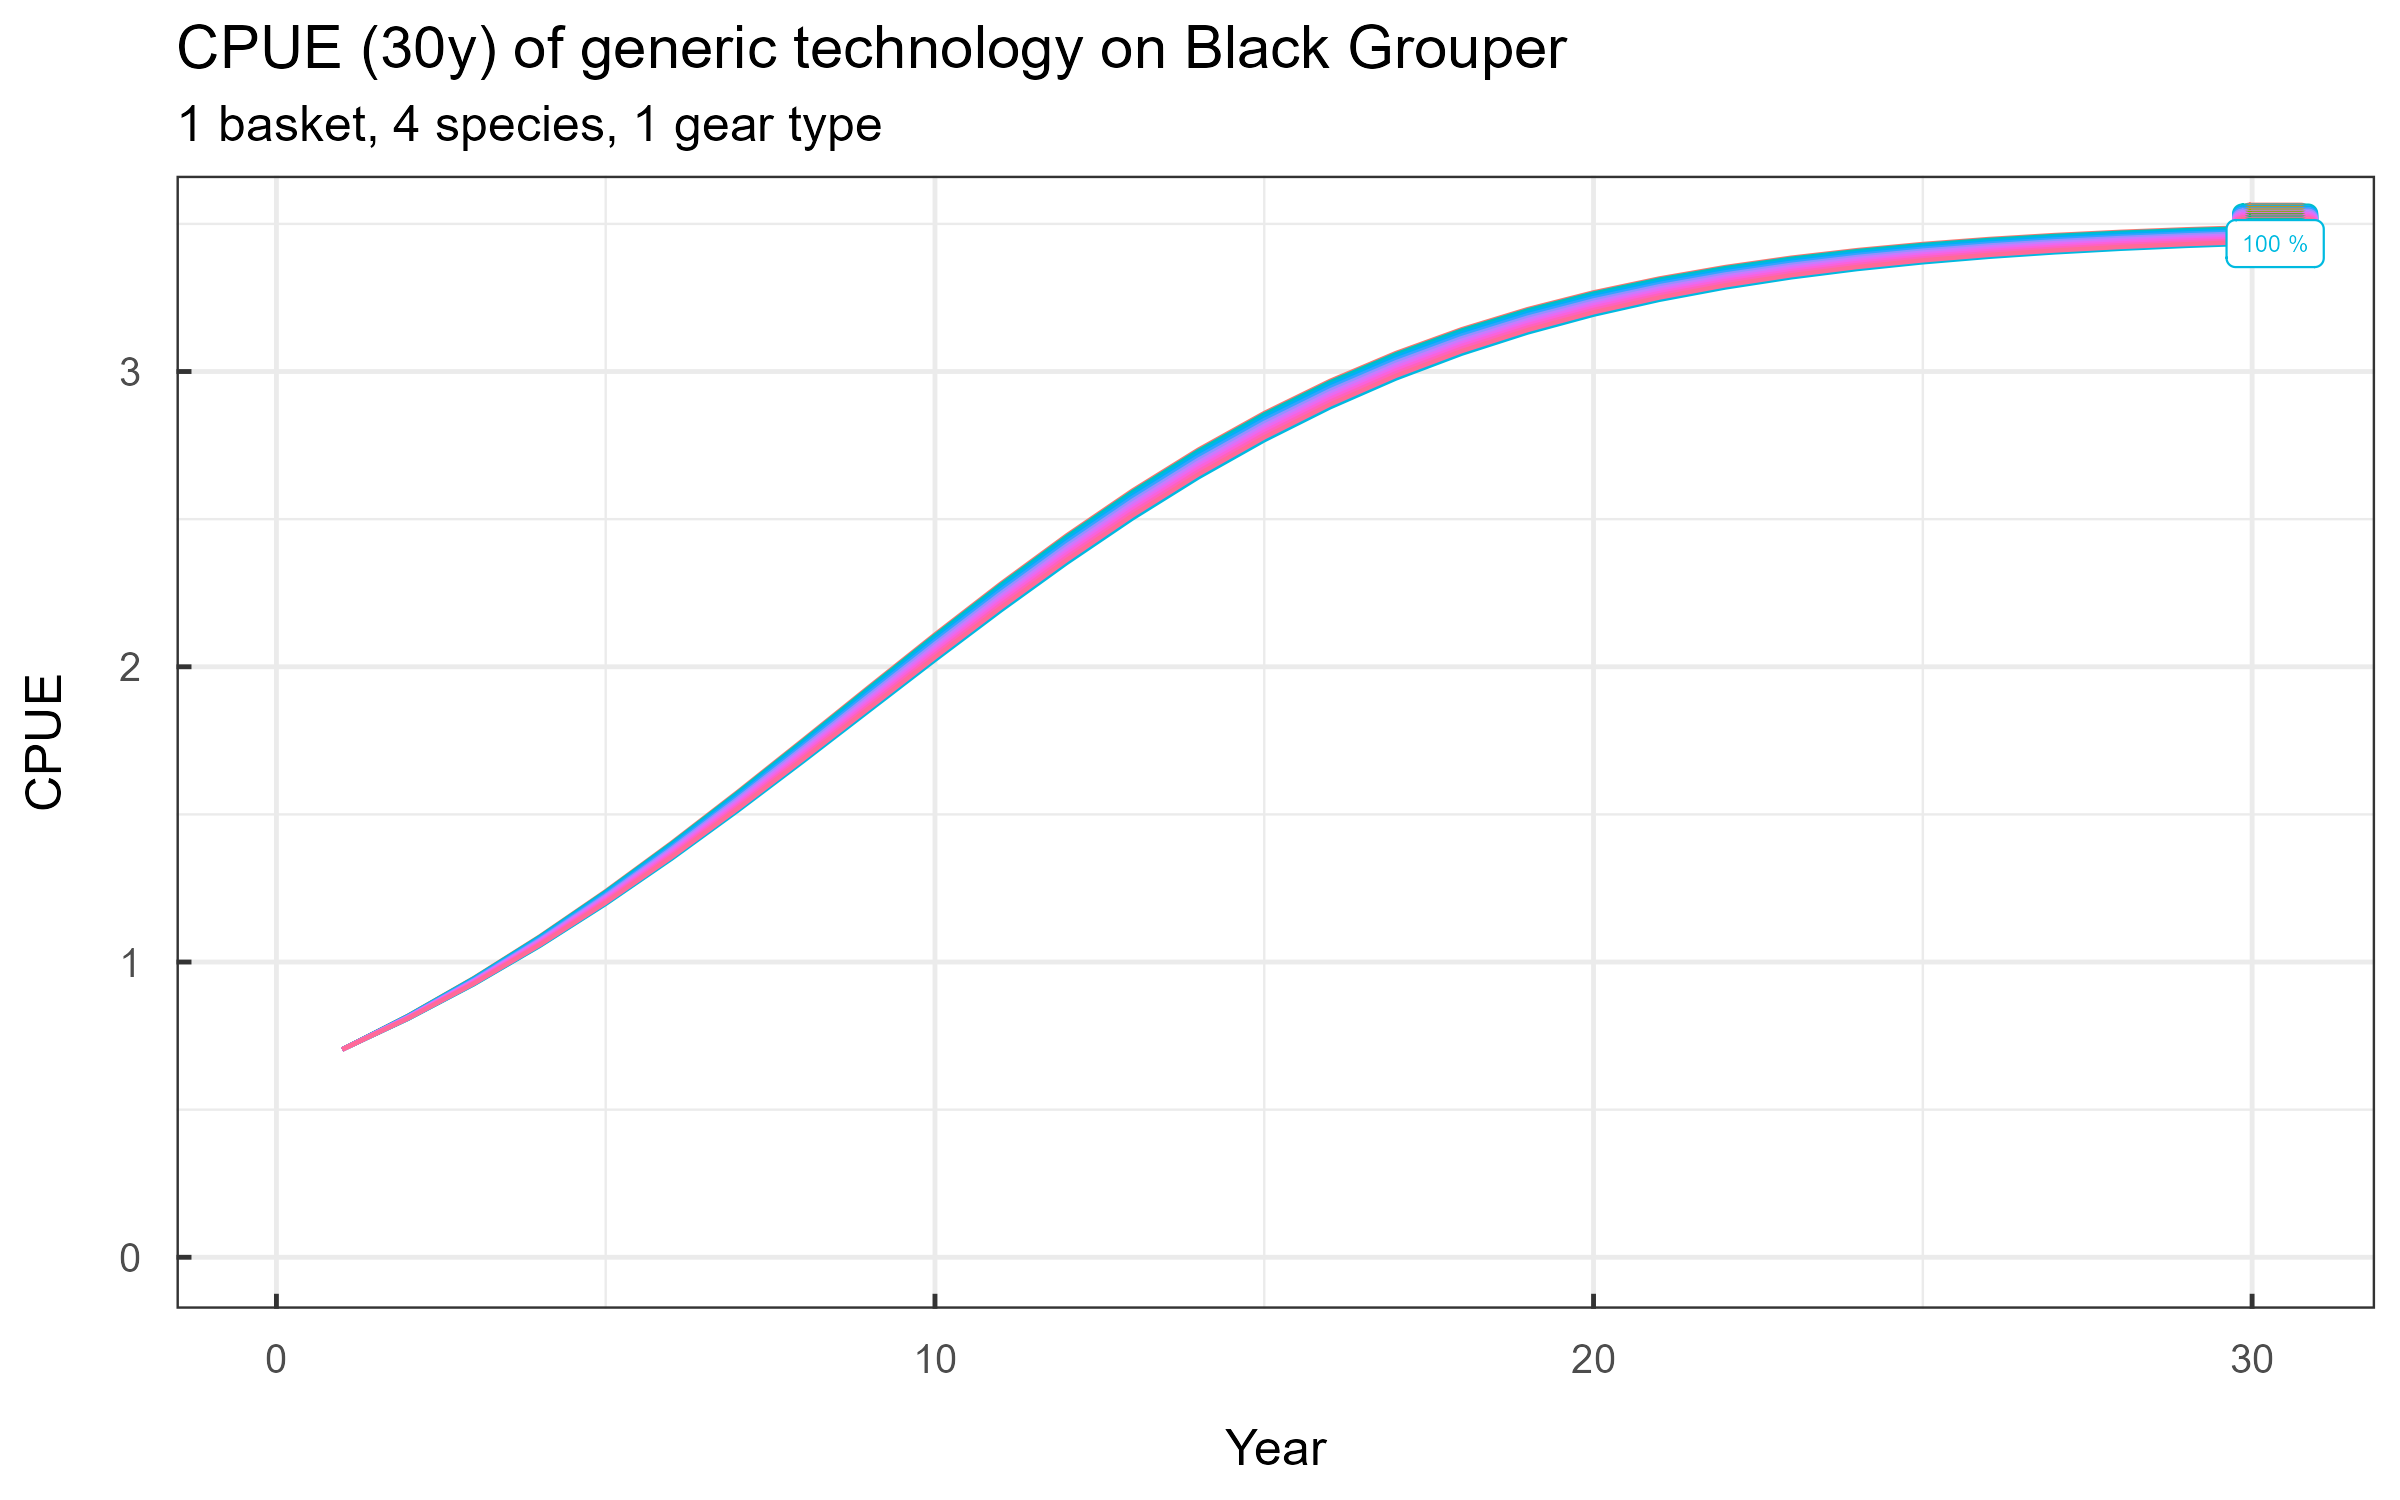 CPUE (30y) of generic technology on Black Grouper
1 basket, 4 species, 1 gear type
CPUE
3
2
1
0
100 %
0 10 20 30
Year